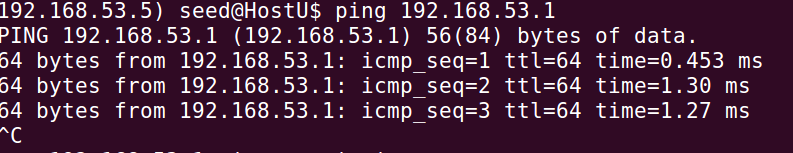 192.168.53.5) seed@HostU$ ping 192.168.53.1
PING 192.168.53.1 (192.168.53.1) 56(84) bytes of data.
64 bytes from 192.168.53.1: icmp_seq=1 ttl=64 time=0.453 ms
64 bytes from 192.168.53.1: icmp_seq=2 ttl=64 time=1.30 ms
64 bytes from 192.168.53.1: icmp_seq=3 ttl=64 time=1.27 ms
^C